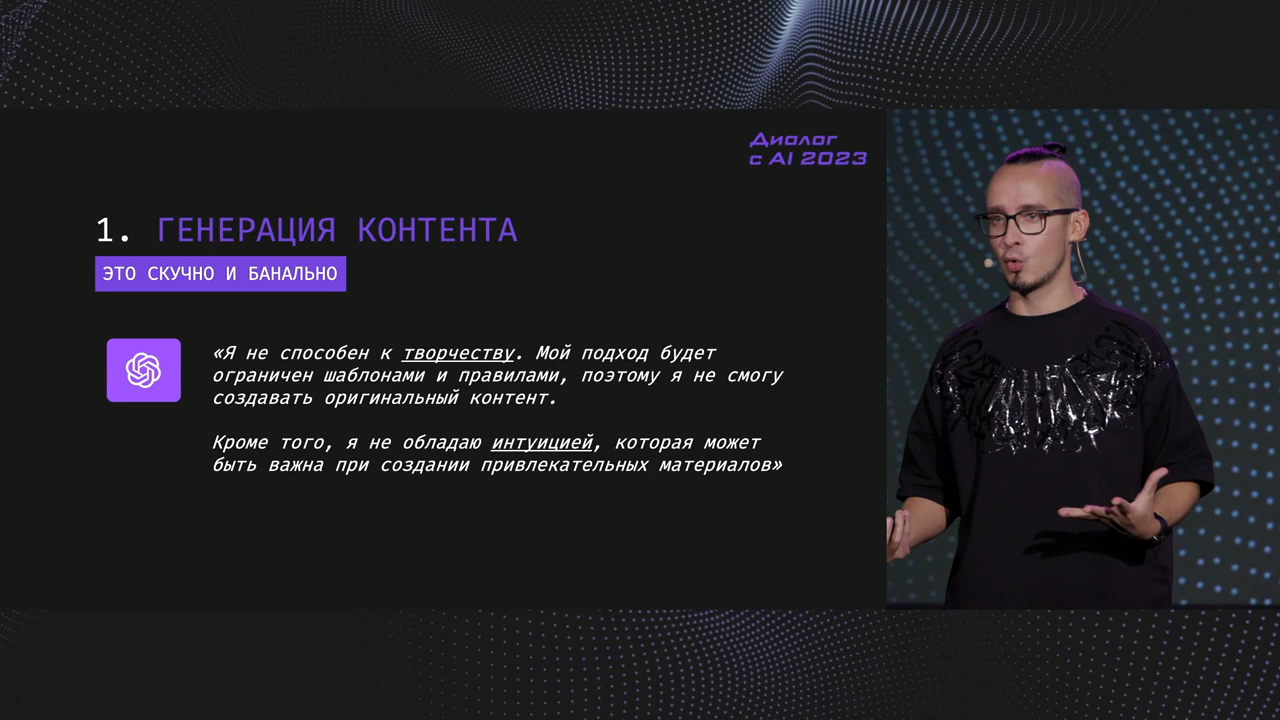 Диалог
с AI 2023
1. ГЕНЕРАЦИЯ КОНТЕНТА
ЭТО СКУЧНО И БАНАЛЬНО
«Я не способен к творчеству. Мой подход будет
ограничен шаблонами и правилами, поэтому я не смогу
создавать оригинальный контент.
Кроме того, я не обладаю интуицией, которая может
быть важна при создании привлекательных материалов»